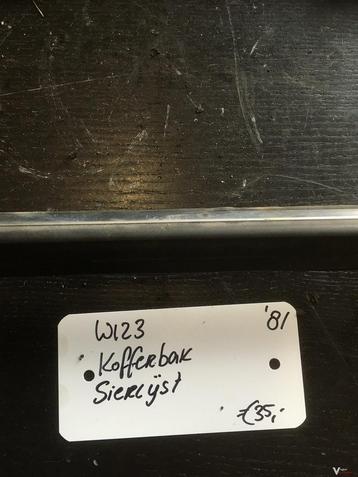 W123 '81
Kofferbak
Sierlijst
€35,-